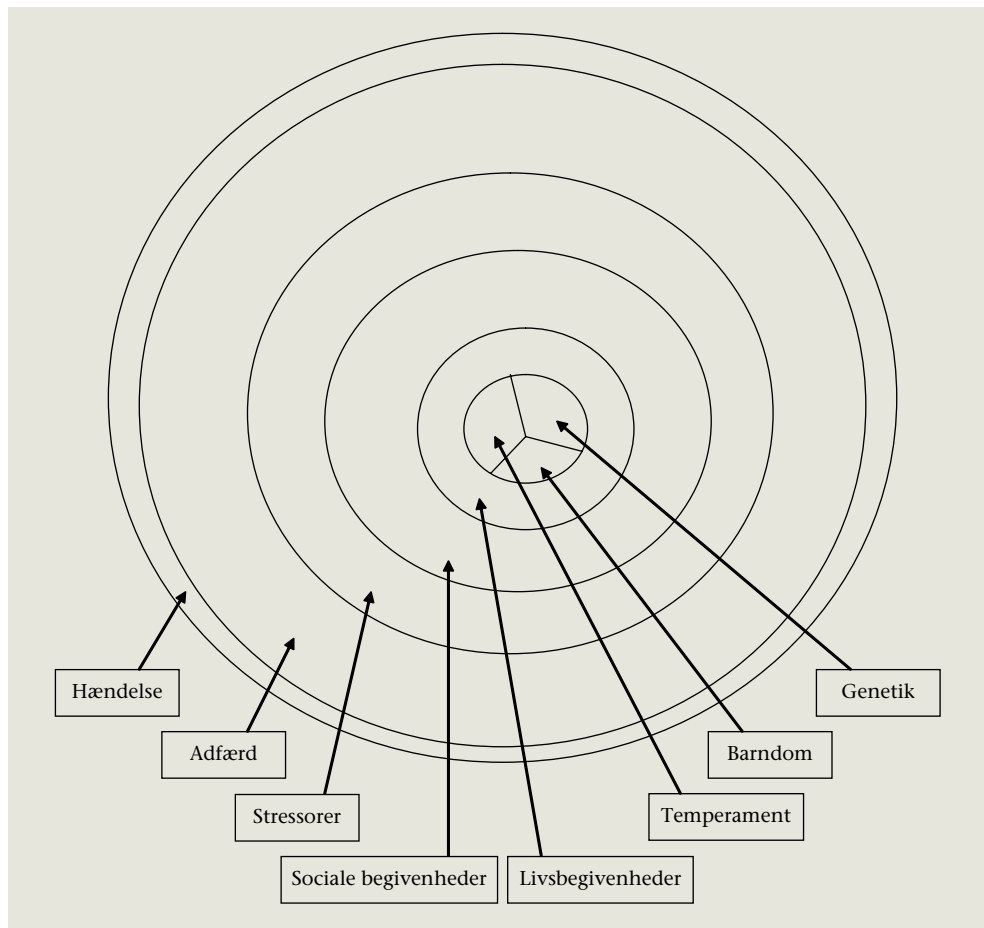 Hændelse
Genetik
Adfærd
Barndom
Stressorer
Temperament
Sociale begivenheder
Livsbegivenheder